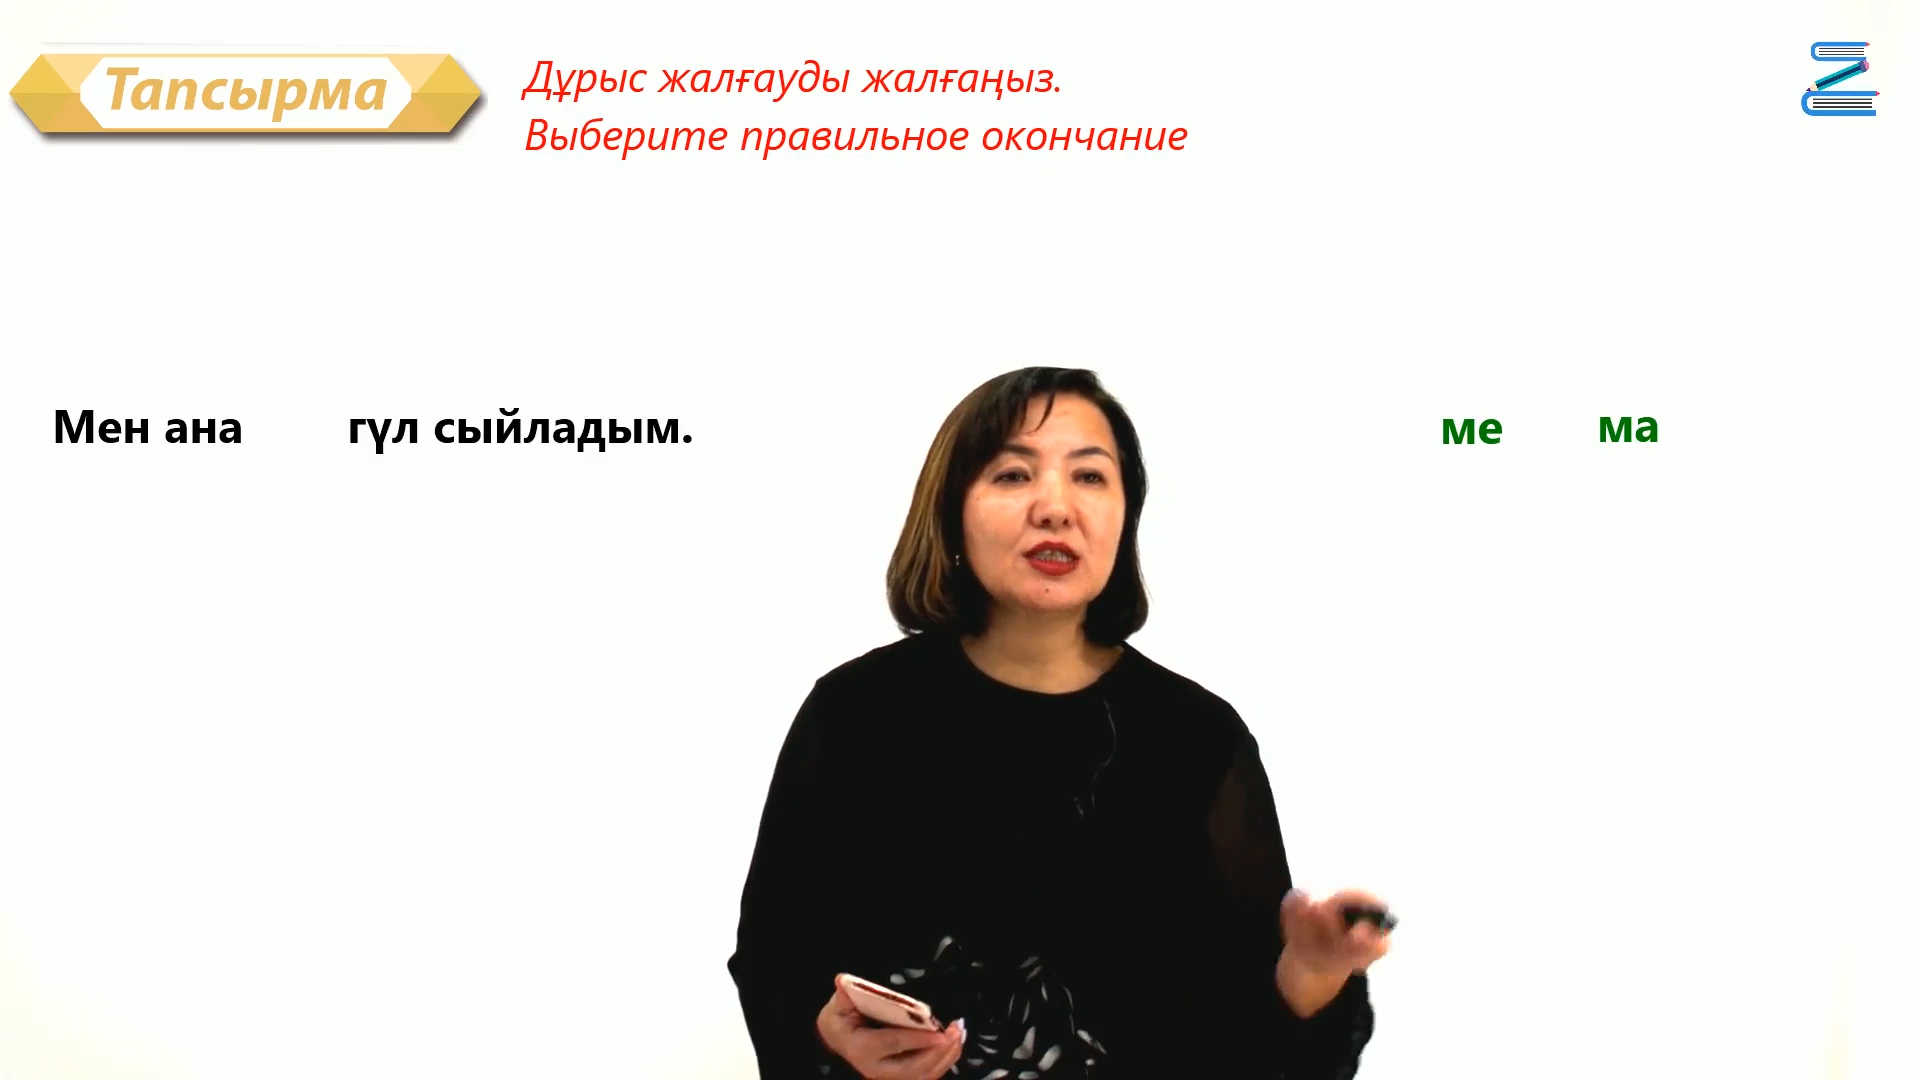 Тапсырма
Дұрыс жалғауды жалғаңыз.
Выберите правильное окончание
Мен ана гүл сыйладым.
ме ма